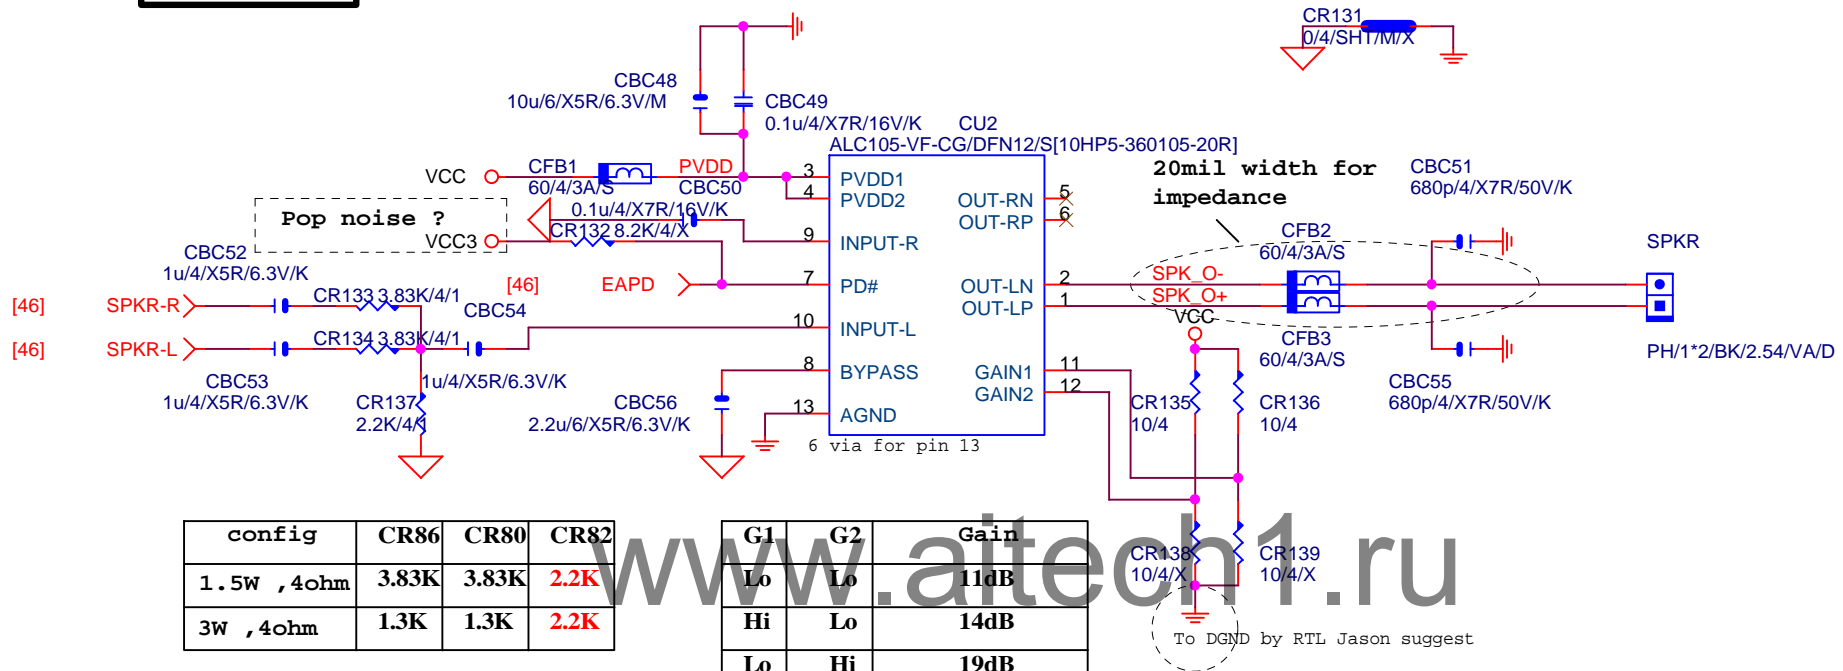 CR131
0/4/SHT/M/X
CBC48
10u/6/X5R/6.3V/M
CBC49
0.1u/4/X7R/16V/K
CU2
ALC105-VF-CG/DFN12/S[10HP5-360105-20R]
20mil width for
impedance
CBC51
680p/4/X7R/50V/K
VCC
CFB1
60/4/3A/S
PVDD
CBC50
0.1u/4/X7R/16V/K
3 PVDD1
4 PVDD2
OUT-RN 5
OUT-RP 6
Pop noise ?
VCC3
CR132 8.2K/4/X
9 INPUT-R
CFB2
60/4/3A/S
SPKR
CBC52
1u/4/X5R/6.3V/K
[46] EAPD
7 PD#
OUT-LN 2
SPK_O-
OUT-LP 1
SPK_O+
[46] SPKR-R
CR133 3.83K/4/1
CBC54
10 INPUT-L
VCC
[46] SPKR-L
CR134 3.83K/4/1
CFB3
60/4/3A/S
PH/1*2/BK/2.54/VA/D
CBC53
1u/4/X5R/6.3V/K
1u/4/X5R/6.3V/K
8 BYPASS
GAIN1 11
GAIN2 12
CBC55
680p/4/X7R/50V/K
CR137
2.2K/4/1
CBC56
2.2u/6/X5R/6.3V/K
13 AGND
CR135
10/4
CR136
10/4
6 via for pin 13
config CR86 CR80 CR82
1.5W ,4ohm 3.83K 3.83K 2.2K
3W ,4ohm 1.3K 1.3K 2.2K
G1 G2 Gain
Lo Lo 11dB
Hi Lo 14dB
Lo Hi 19dB
CR138
10/4/X
CR139
10/4/X
To DGND by RTL Jason suggest
www.aitech1.ru